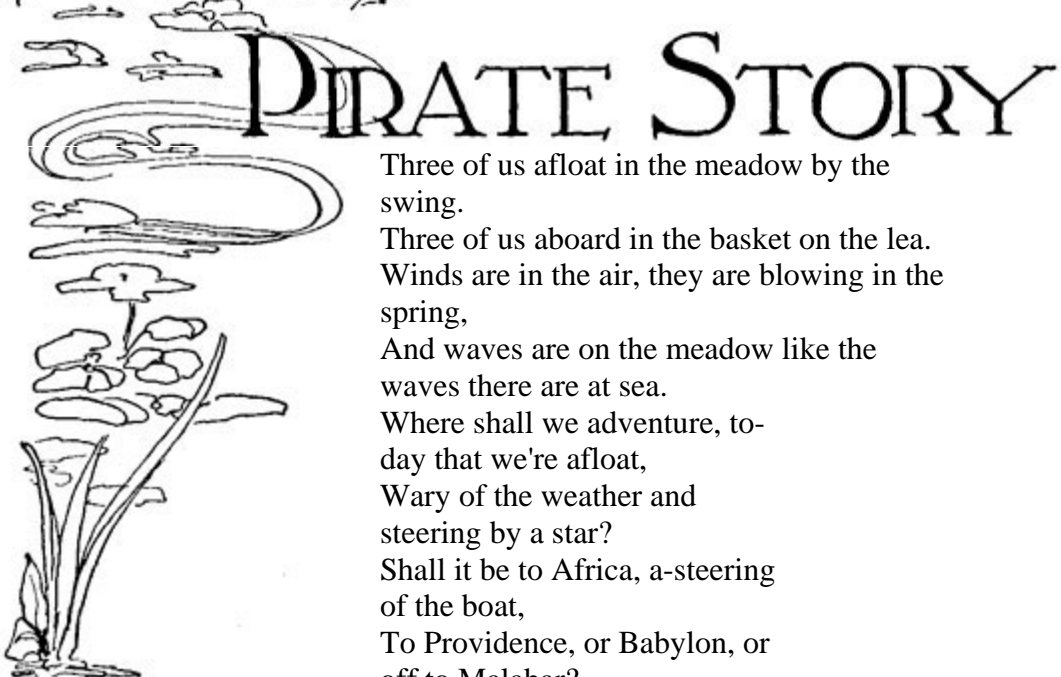 PIRATE STORY
Three of us afloat in the meadow by the
swing.
Three of us aboard in the basket on the lea.
Winds are in the air, they are blowing in the
spring,
And waves are on the meadow like the
waves there are at sea.
Where shall we adventure, to-
day that we're afloat,
Wary of the weather and
steering by a star?
Shall it be to Africa, a-steering
of the boat,
To Providence, or Babylon, or
off to Malabar?